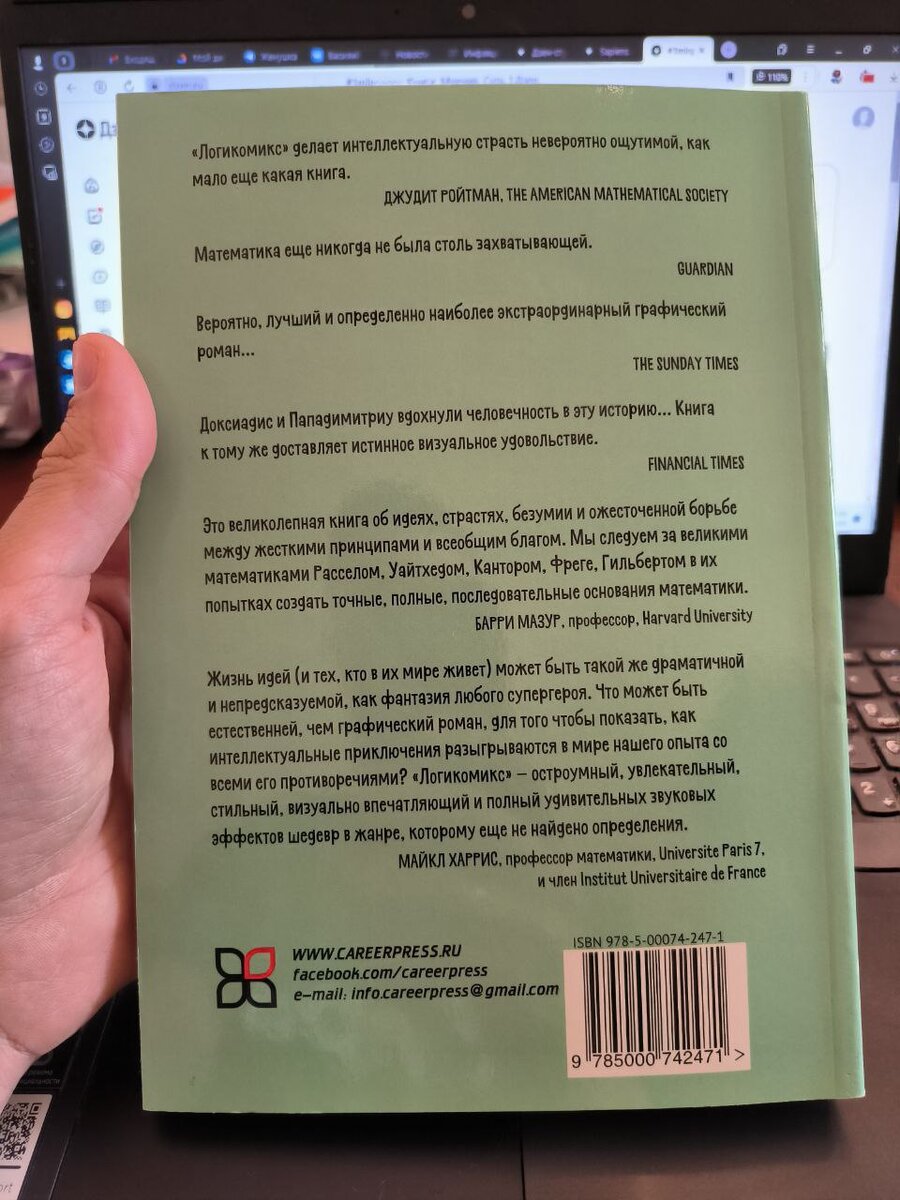 110%
«Логикомикс» делает интеллектуальную страсть невероятно ощутимой, как
мало еще какая книга.
ДЖУДИТ РОЙТМАН, THE AMERICAN MATHEMATICAL SOCIETY
Математика еще никогда не была столь захватывающей.
GUARDIAN
Вероятно, лучший и определенно наиболее экстраординарный графический
роман...
THE SUNDAY TIMES
Доксиадис и Пападимитриу вдохнули человечность в эту историю... Книга
к тому же доставляет истинное визуальное удовольствие.
FINANCIAL TIMES
Это великолепная книга об идеях, страстях, безумии и ожесточенной борьбе
между жесткими принципами и всеобщим благом. Мы следуем за великими
математиками Расселом, Уайтхедом, Кантором, Фреге, Гильбертом в их
попытках создать точные, полные, последовательные основания математики.
БАРРИ МАЗУР, профессор, Harvard University
Жизнь идей (и тех, кто в их мире живет) может быть такой же драматичной
и непредсказуемой, как фантазия любого супергероя. Что может быть
естественней, чем графический роман, для того чтобы показать, как
интеллектуальные приключения разыгрываются в мире нашего опыта со
всеми его противоречиями? «Логикомикс» – остроумный, увлекательный,
стильный, визуально впечатляющий и полный удивительных звуковых
эффектов шедевр в жанре, которому еще не найдено определения.
МАЙКЛ ХАРРИС, профессор математики, Universite Paris 7,
и член Institut Universitaire de France
WWW.CAREERPRESS.RU
facebook.com/careerpress
e-mail: info.careerpress@gmail.com
ISBN 978-5-00074-247-1
9 785000 742471 >